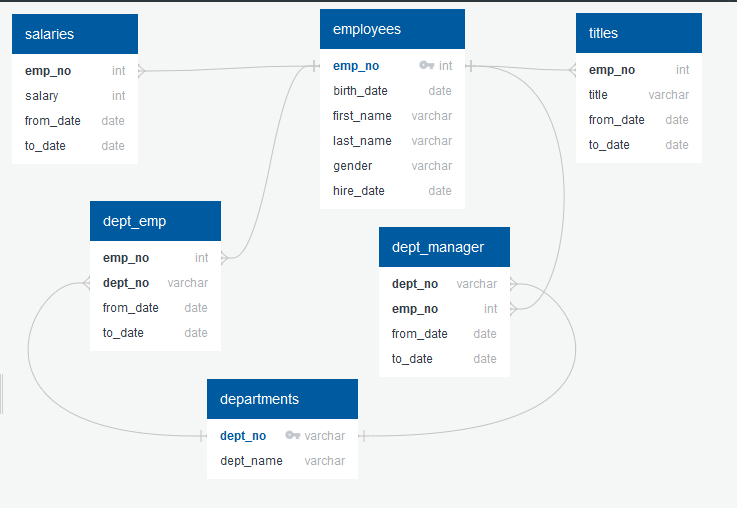 salaries
emp_no int
salary int
from_date date
to_date date
employees
emp_no int
birth_date date
first_name varchar
last_name varchar
gender varchar
hire_date date
titles
emp_no int
title varchar
from_date date
to_date date
dept_emp
emp_no int
dept_no varchar
from_date date
to_date date
dept_manager
dept_no varchar
emp_no int
from_date date
to_date date
departments
dept_no varchar
dept_name varchar